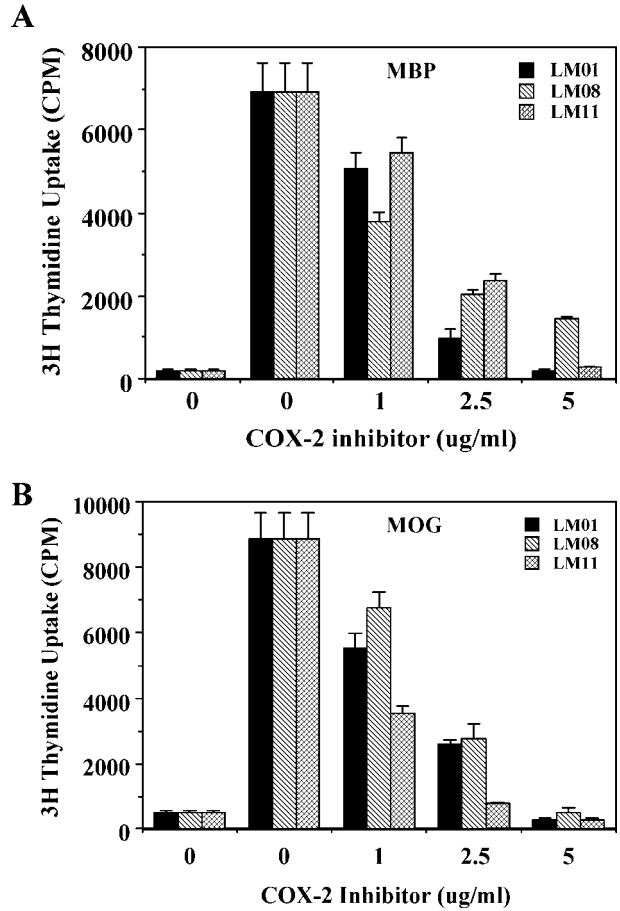 A
8000
6000
4000
2000
0
3H Thymidine Uptake (CPM)
MBP
LM01
LM08
LM11
0 0 1 2.5 5
COX-2 inhibitor (ug/ml)
B
10000
8000
6000
4000
2000
0
3H Thymidine Uptake (CPM)
MOG
LM01
LM08
LM11
0 0 1 2.5 5
COX-2 Inhibitor (ug/ml)